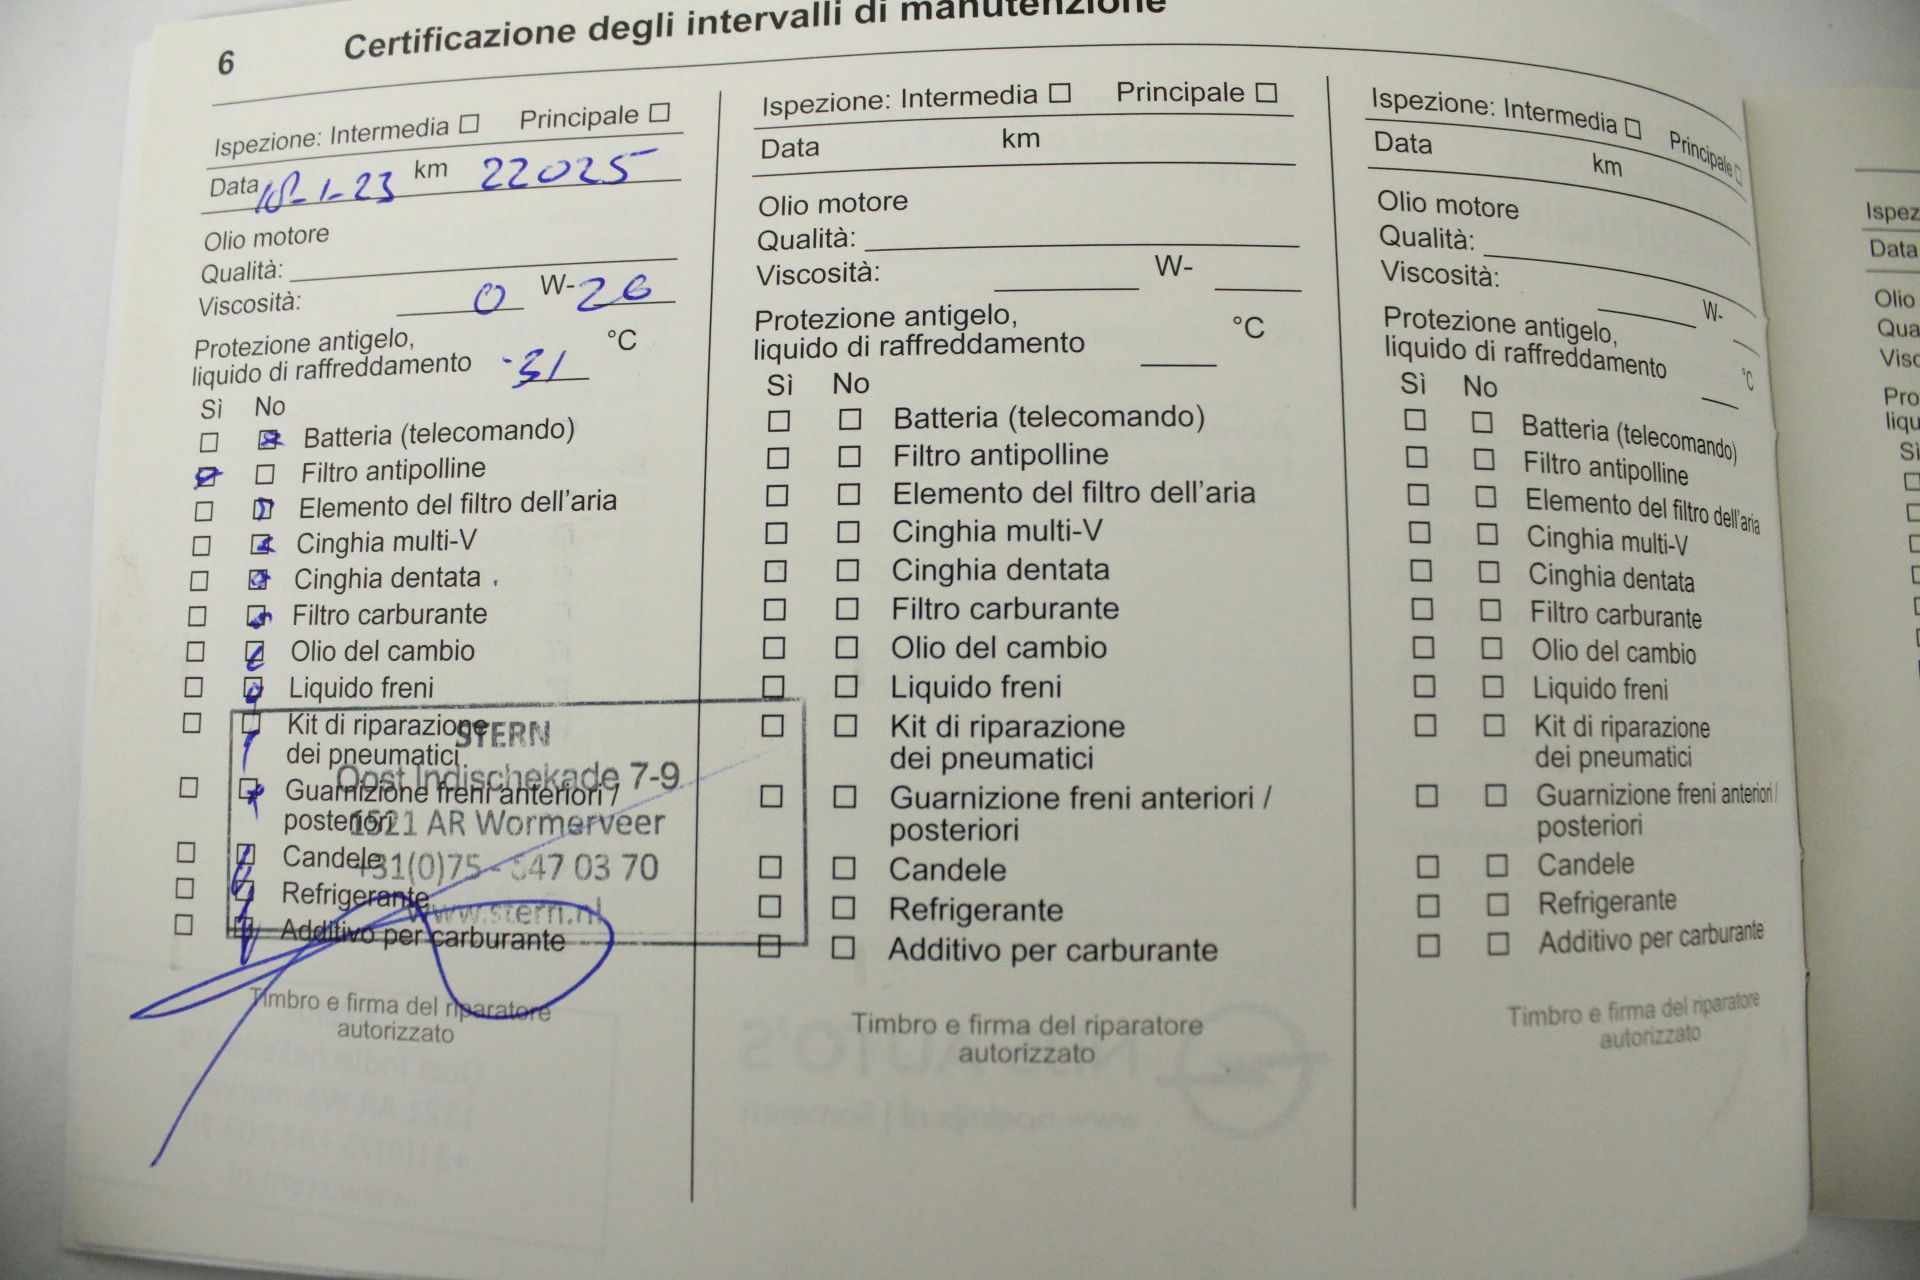 6 Certificazione degli intervalli di manutenzione
Ispezione: Intermedia ☐ Principale ☐
Data 18-1-23 km 22025
Olio motore
Qualità:
Viscosità: 0 W-20
Protezione antigelo, °C
liquido di raffreddamento -31
Sì No
Batteria (telecomando)
Filtro antipolline
Elemento del filtro dell'aria
Cinghia multi-V
Cinghia dentata
Filtro carburante
Olio del cambio
Liquido freni
Kit di riparazione
dei pneumatici
Guarnizione freni anteriori /
posteriori
Candele
Refrigerante
Additivo per carburante
STERN
Oost Indischekade 7-9
1521 AR Wormerveer
+31(0)75 - 647 03 70
www.stern.nl
Timbro e firma del riparatore
autorizzato
Ispezione: Intermedia ☐ Principale ☐
Data km
Olio motore
Qualità:
Viscosità: W-
Protezione antigelo, °C
liquido di raffreddamento
Sì No
Batteria (telecomando)
Filtro antipolline
Elemento del filtro dell'aria
Cinghia multi-V
Cinghia dentata
Filtro carburante
Olio del cambio
Liquido freni
Kit di riparazione
dei pneumatici
Guarnizione freni anteriori /
posteriori
Candele
Refrigerante
Additivo per carburante
Timbro e firma del riparatore
autorizzato
Ispezione: Intermedia ☐ Principale ☐
Data km
Olio motore
Qualità:
Viscosità: W-
Protezione antigelo, °C
liquido di raffreddamento
Sì No
Batteria (telecomando)
Filtro antipolline
Elemento del filtro dell'aria
Cinghia multi-V
Cinghia dentata
Filtro carburante
Olio del cambio
Liquido freni
Kit di riparazione
dei pneumatici
Guarnizione freni anteriori /
posteriori
Candele
Refrigerante
Additivo per carburante
Timbro e firma del riparatore
autorizzato
Ispez
Data
Olio
Qua
Visc
Pro
liqu
Sì